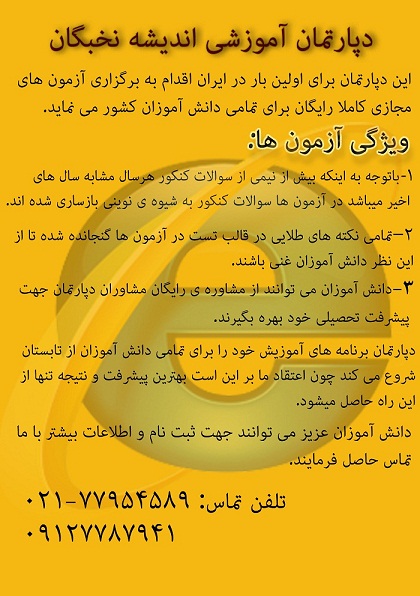 دپارتمان آموزشی اندیشه نخبگان
این دپارتمان برای اولین بار در ایران اقدام به برگزاری آزمون های
مجازی کاملا رایگان برای تمامی دانش آموزان کشور می نماید.
ویژگی آزمون ها:
۱-باتوجه به اینکه بیش از نیمی از سوالات کنکور هرسال مشابه سال های
اخیر میباشد در آزمون ها سوالات کنکور به شیوه ی نوینی بازسازی شده اند.
۲-تمامی نکته های طلایی در قالب تست در آزمون ها گنجانده شده تا از
این نظر دانش آموزان غنی باشند.
۳-دانش آموزان می توانند از مشاوره ی رایگان مشاوران دپارتمان جهت
پیشرفت تحصیلی خود بهره بگیرند.
دپارتمان برنامه های آموزیش خود را برای تمامی دانش آموزان از تابستان
شروع می کند چون اعتقاد ما بر این است بهترین پیشرفت و نتیجه تنها از
این راه حاصل میشود.
دانش آموزان عزیز می توانند جهت ثبت نام و اطلاعات بیشتر با ما
تماس حاصل فرمایند.
تلفن تماس: ۷۷۹۵۴۵۸۹-۰۲۱
۰۹۱۲۷۷۸۷۹۴۱